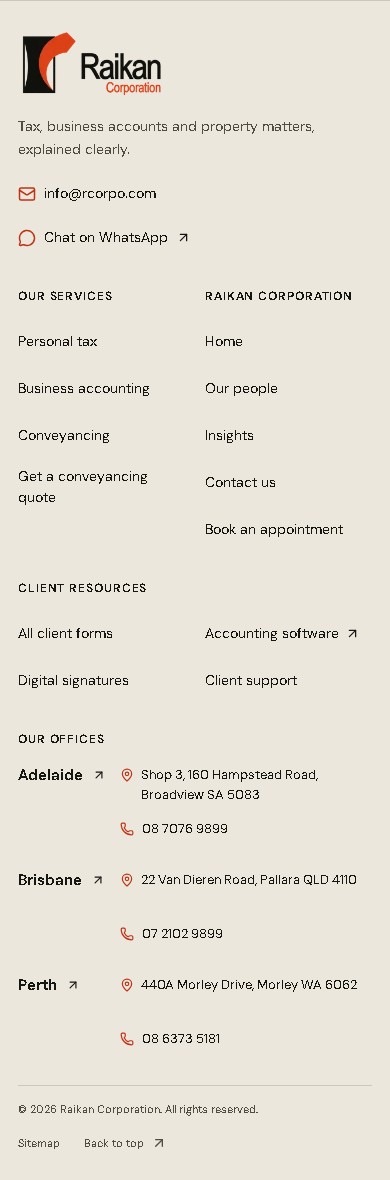 Raikan
Corporation
Tax, business accounts and property matters,
explained clearly.
info@rcorpo.com
Chat on WhatsApp
OUR SERVICES
Personal tax
Business accounting
Conveyancing
Get a conveyancing
quote
RAIKAN CORPORATION
Home
Our people
Insights
Contact us
Book an appointment
CLIENT RESOURCES
All client forms
Accounting software
Digital signatures
Client support
OUR OFFICES
Adelaide
Shop 3, 160 Hampstead Road,
Broadview SA 5083
08 7076 9899
Brisbane
22 Van Dieren Road, Pallara QLD 4110
07 2102 9899
Perth
440A Morley Drive, Morley WA 6062
08 6373 5181
© 2026 Raikan Corporation. All rights reserved.
Sitemap
Back to top